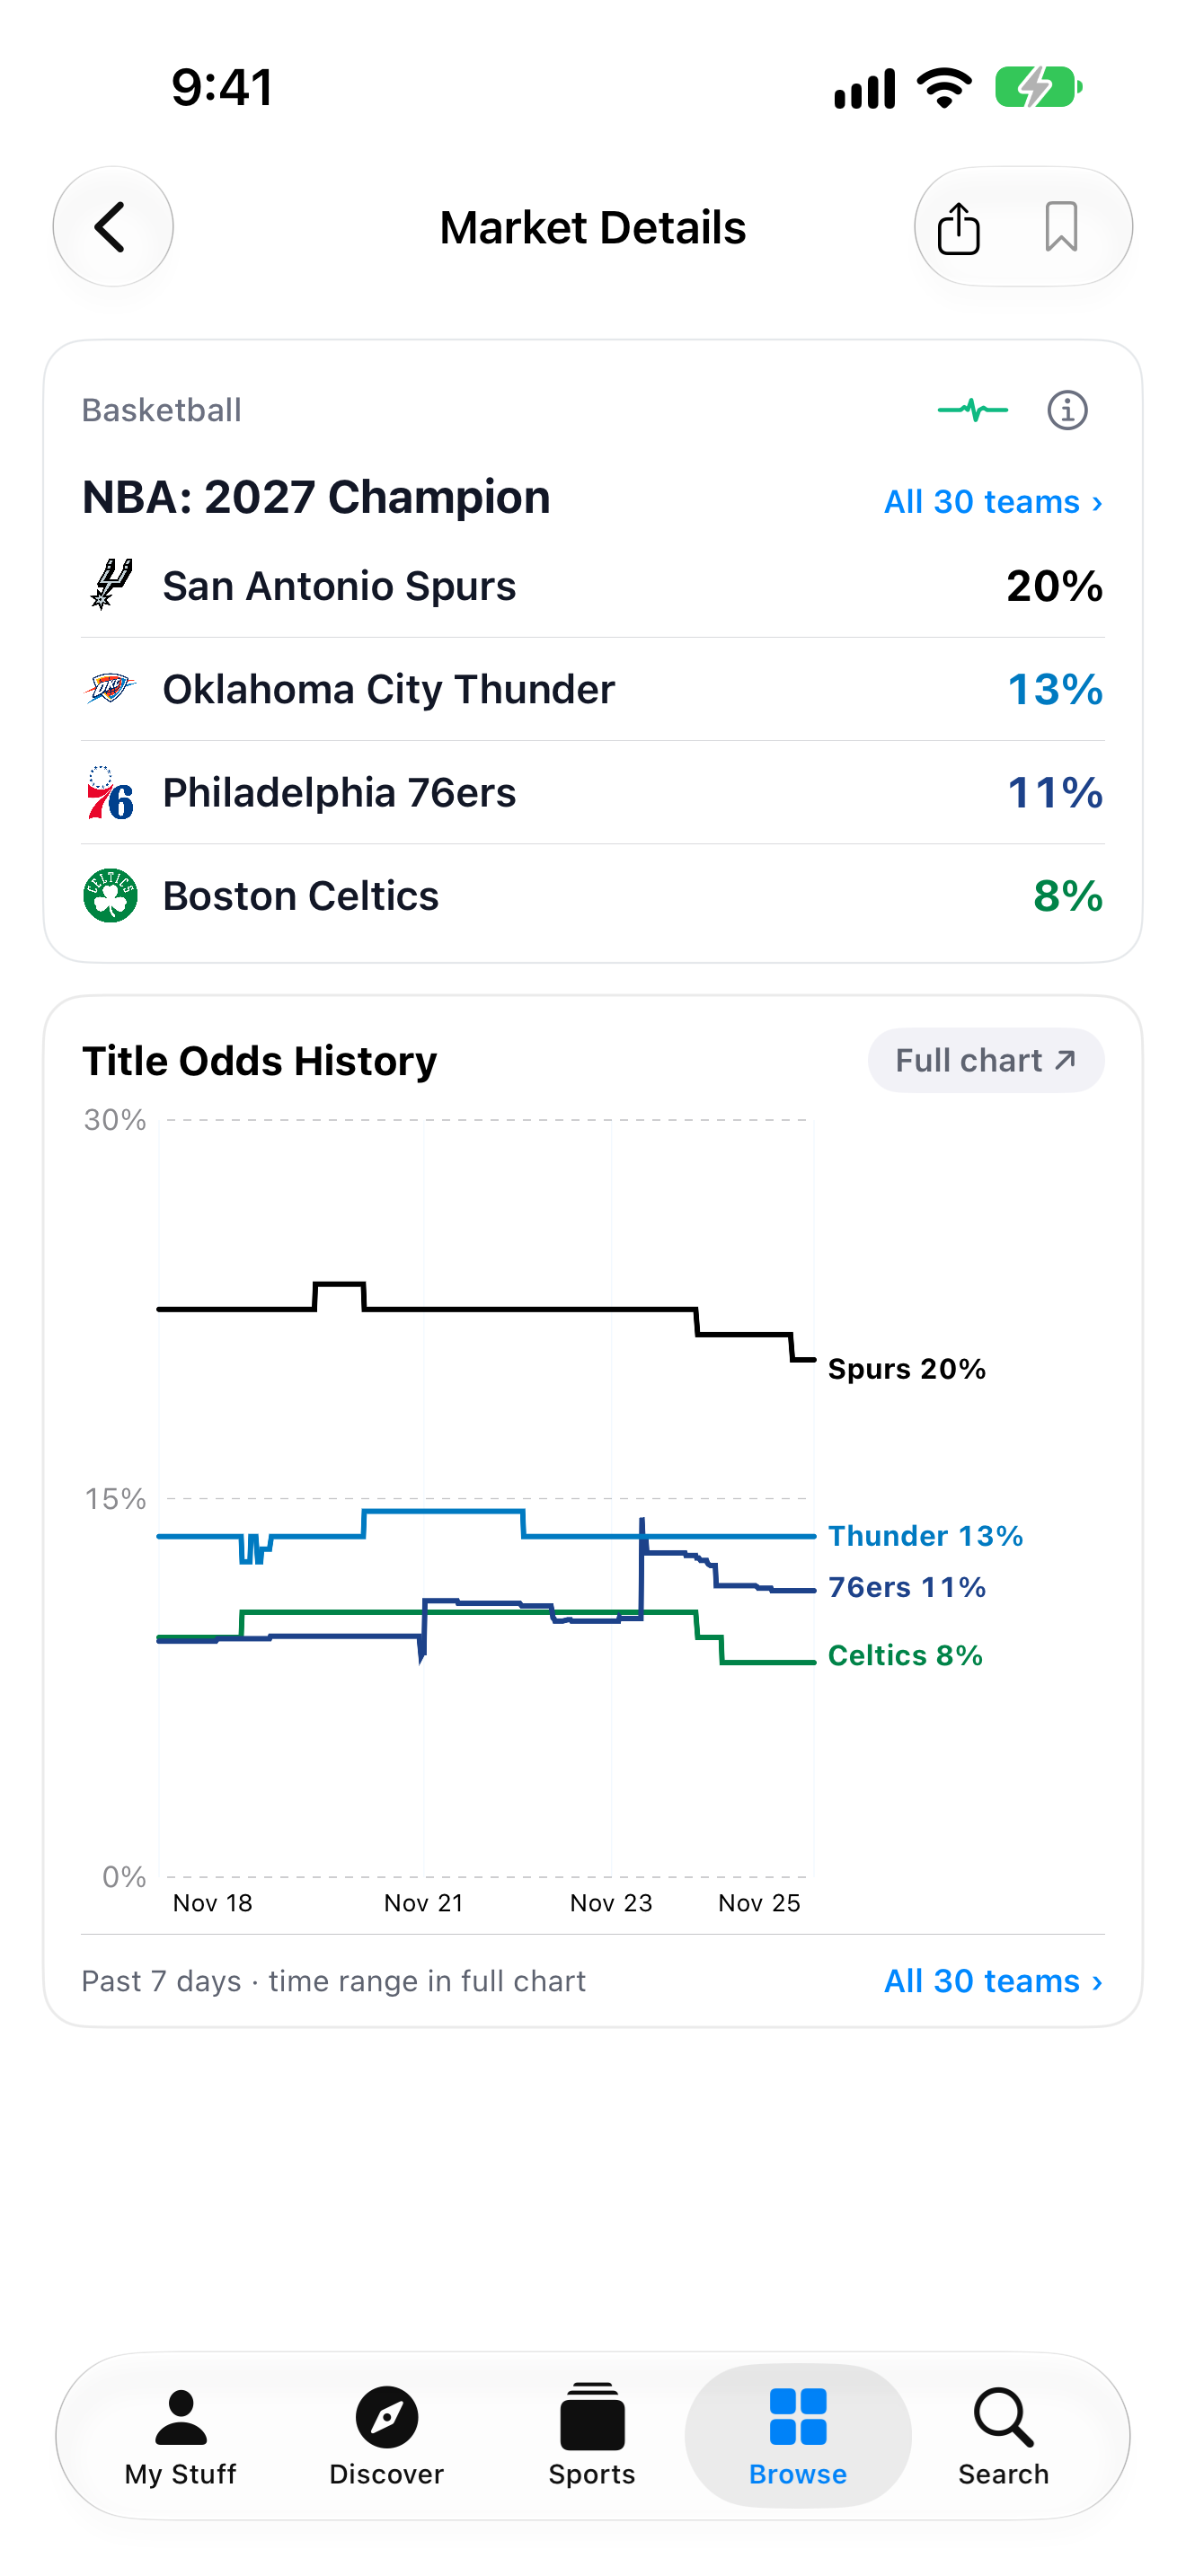 9:41
Market Details
Basketball
NBA: 2027 Champion
All 30 teams ›
San Antonio Spurs
20%
OKC
Oklahoma City Thunder
13%
76
Philadelphia 76ers
11%
CELTICS
Boston Celtics
8%
Title Odds History
Full chart ↗
30%
15%
0%
Spurs 20%
Thunder 13%
76ers 11%
Celtics 8%
Nov 18
Nov 21
Nov 23
Nov 25
Past 7 days · time range in full chart
All 30 teams ›
My Stuff
Discover
Sports
Browse
Search